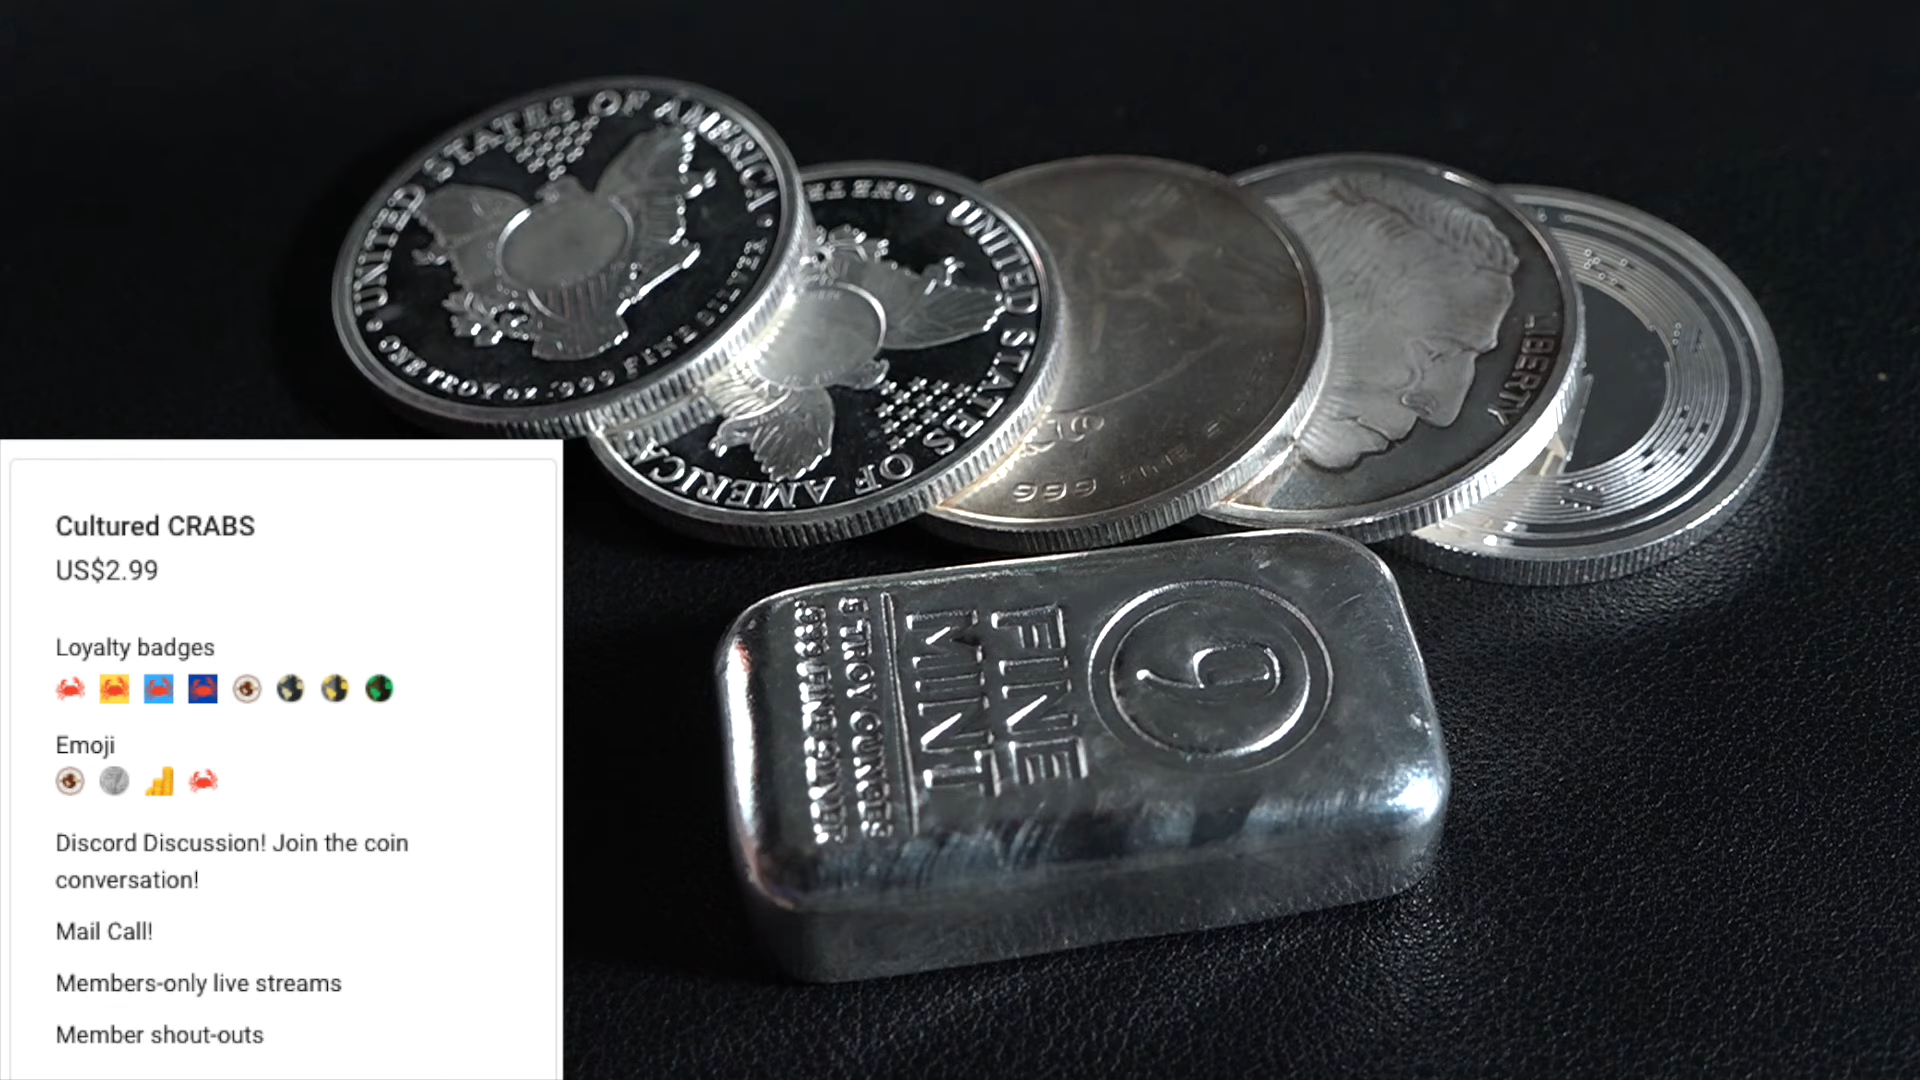 UNITED STATES OF AMERICA
ONE TROY OZ .999 FINE SILVER
UNITED STATES OF AMERICA
ONE TR
999
LIBERTY
9
FINE
MINT
5 TROY OUNCES
.999 FINE SILVER
Cultured CRABS
US$2.99
Loyalty badges
Emoji
Discord Discussion! Join the coin
conversation!
Mail Call!
Members-only live streams
Member shout-outs